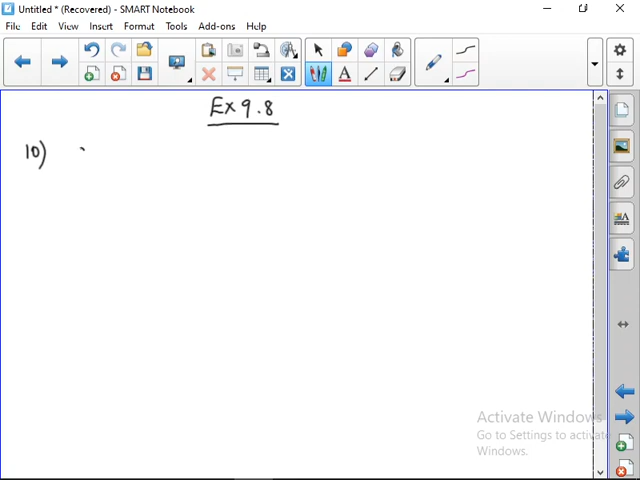 Untitled * (Recovered) - SMART Notebook
File Edit View Insert Format Tools Add-ons Help
Ex 9.8
10)
Activate Windows
Go to Settings to activate
Windows.